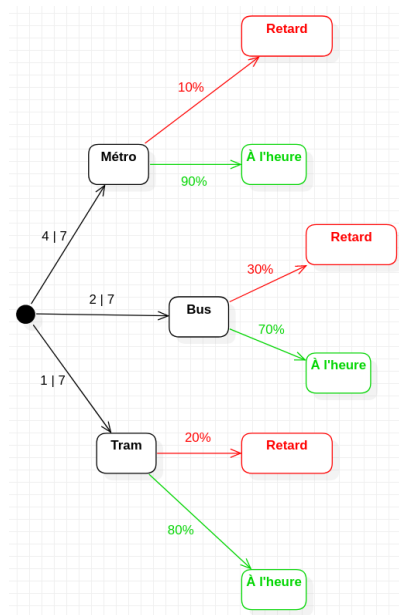 Retard
10%
Métro
À l'heure
90%
4 | 7
Retard
30%
2 | 7
Bus
70%
À l'heure
1 | 7
Tram
20%
Retard
80%
À l'heure